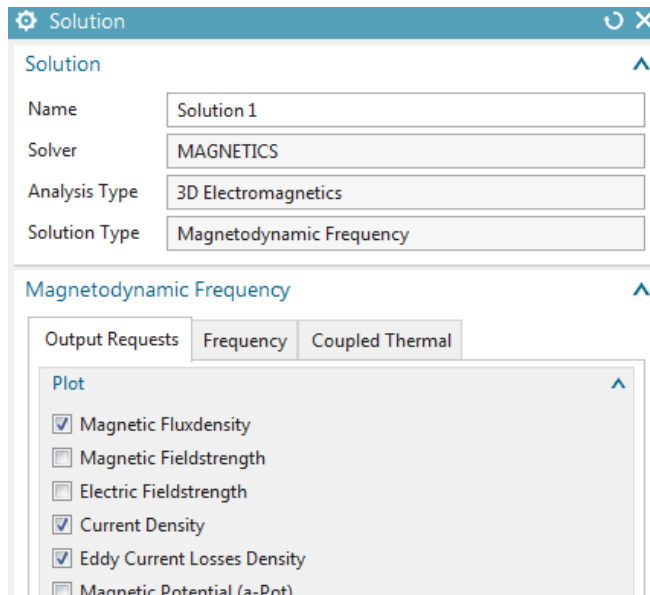 Solution
Solution
Name Solution 1
Solver MAGNETICS
Analysis Type 3D Electromagnetics
Solution Type Magnetodynamic Frequency
Magnetodynamic Frequency
Output Requests Frequency Coupled Thermal
Plot
Magnetic Fluxdensity
Magnetic Fieldstrength
Electric Fieldstrength
Current Density
Eddy Current Losses Density
Magnetic Potential (a-Pot)